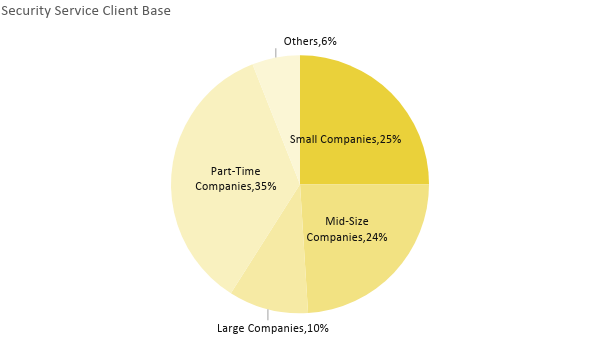 Security Service Client Base
Others,6%
Small Companies,25%
Part-Time
Companies,35%
Mid-Size
Companies,24%
Large Companies,10%